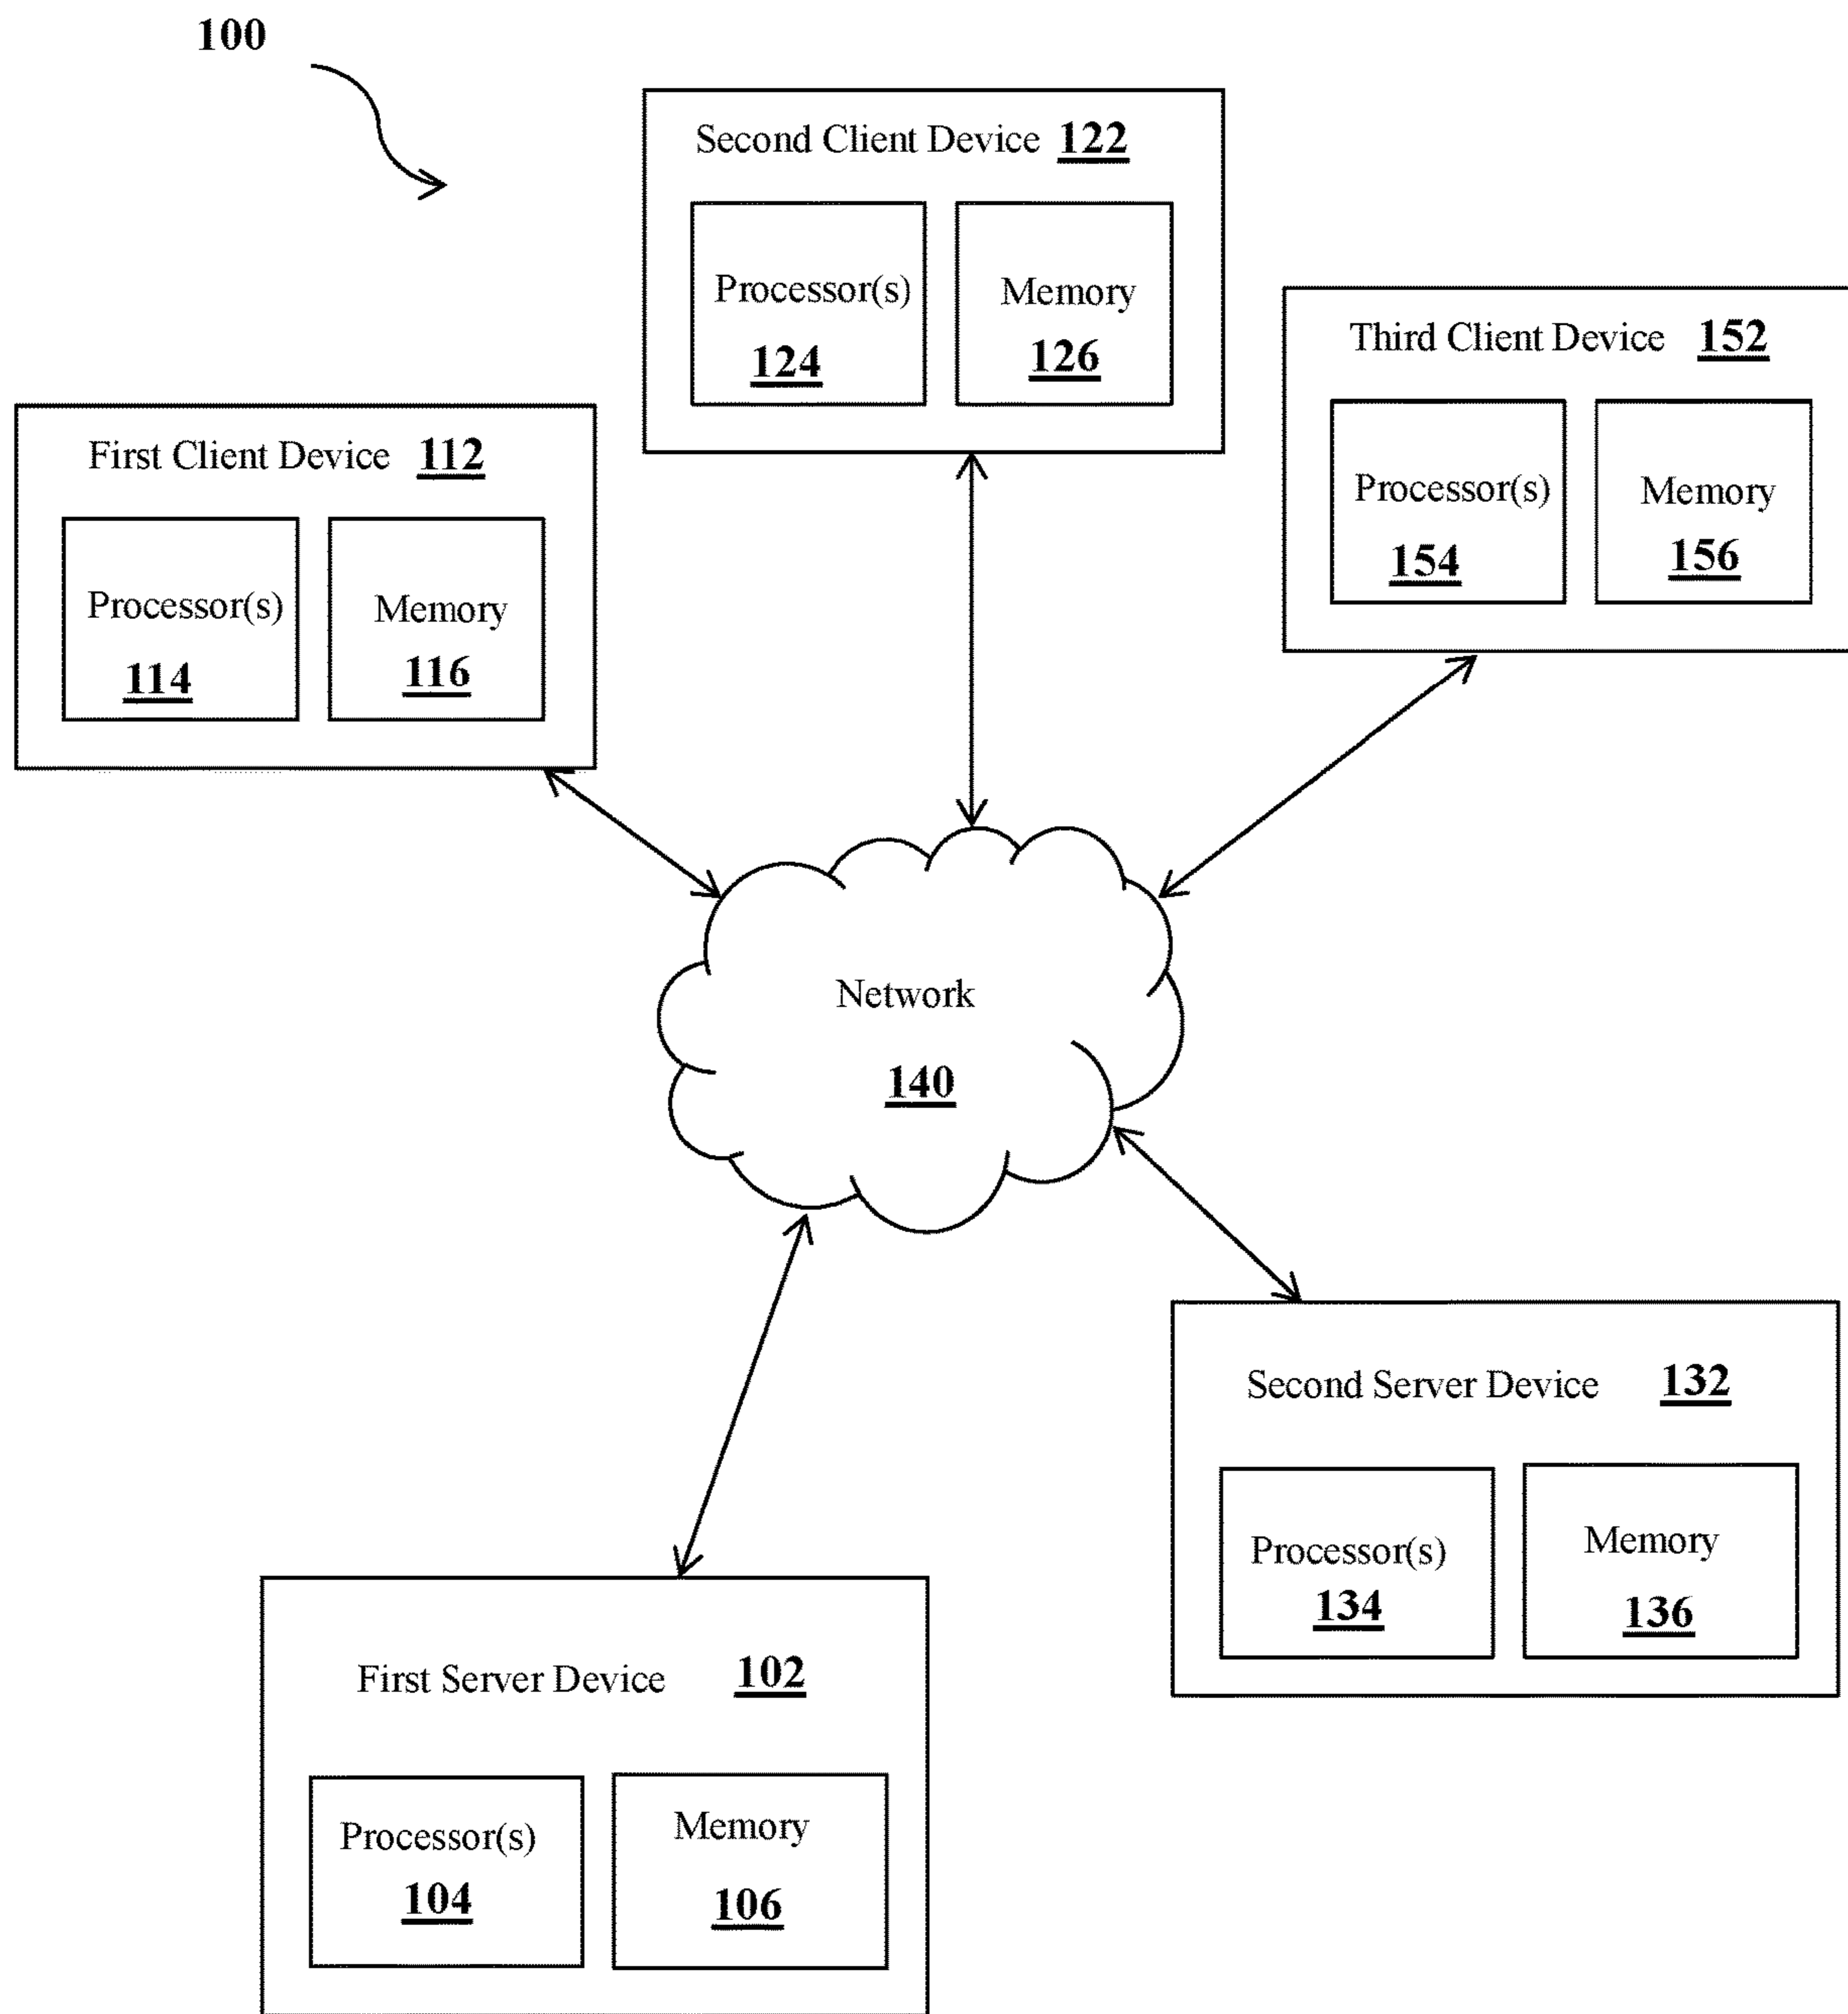 100
Second Client Device 122
Processor(s)
124
Memory
126
Third Client Device 152
Processor(s)
154
Memory
156
First Client Device 112
Processor(s)
114
Memory
116
Network
140
Second Server Device 132
Processor(s)
134
Memory
136
First Server Device 102
Processor(s)
104
Memory
106